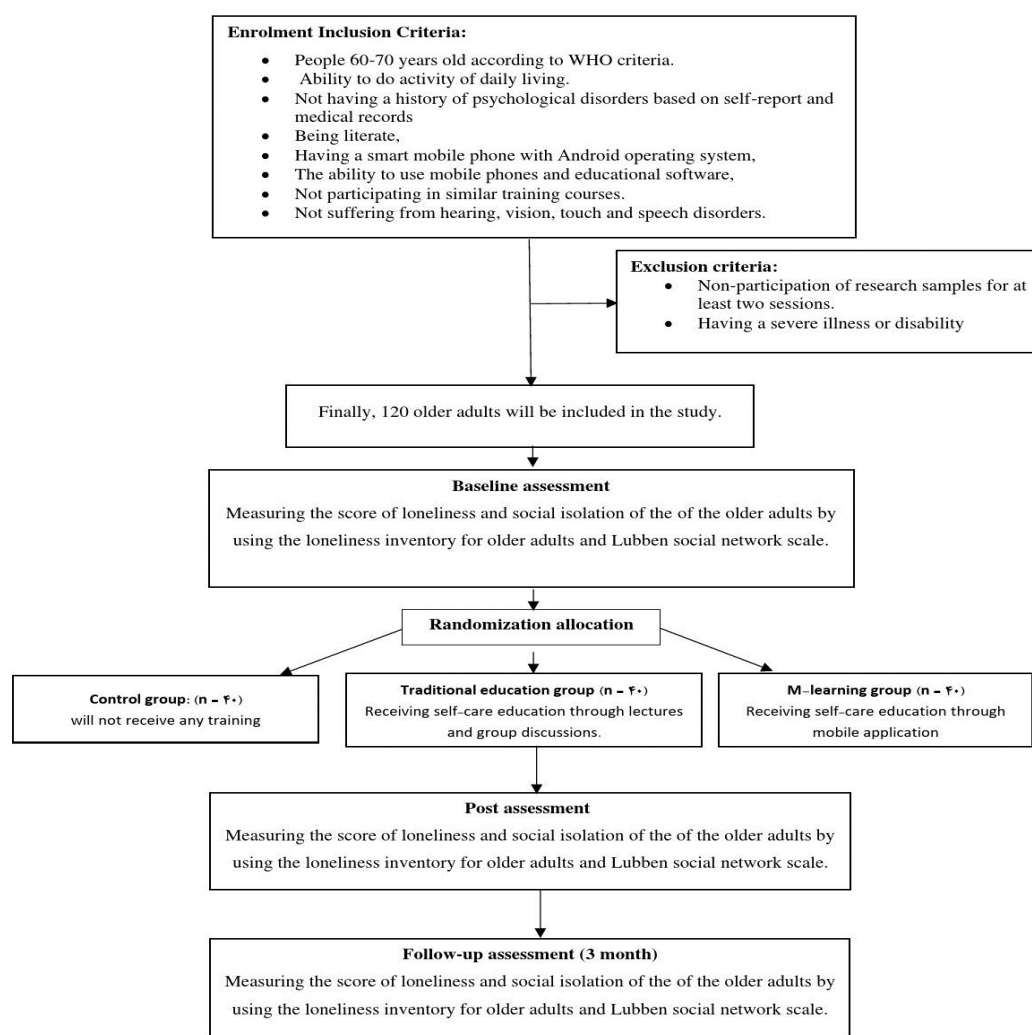 Enrolment Inclusion Criteria:
• People 60-70 years old according to WHO criteria.
• Ability to do activity of daily living.
• Not having a history of psychological disorders based on self-report and
medical records
• Being literate,
• Having a smart mobile phone with Android operating system,
• The ability to use mobile phones and educational software,
• Not participating in similar training courses.
• Not suffering from hearing, vision, touch and speech disorders.
Exclusion criteria:
• Non-participation of research samples for at
least two sessions.
• Having a severe illness or disability
Finally, 120 older adults will be included in the study.
Baseline assessment
Measuring the score of loneliness and social isolation of the of the older adults by
using the loneliness inventory for older adults and Lubben social network scale.
Randomization allocation
Control group: (n = ۴۰)
will not receive any training
Traditional education group (n = ۴۰)
Receiving self-care education through lectures
and group discussions.
M-learning group (n = ۴۰)
Receiving self-care education through
mobile application
Post assessment
Measuring the score of loneliness and social isolation of the of the older adults by
using the loneliness inventory for older adults and Lubben social network scale.
Follow-up assessment (3 month)
Measuring the score of loneliness and social isolation of the of the older adults by
using the loneliness inventory for older adults and Lubben social network scale.